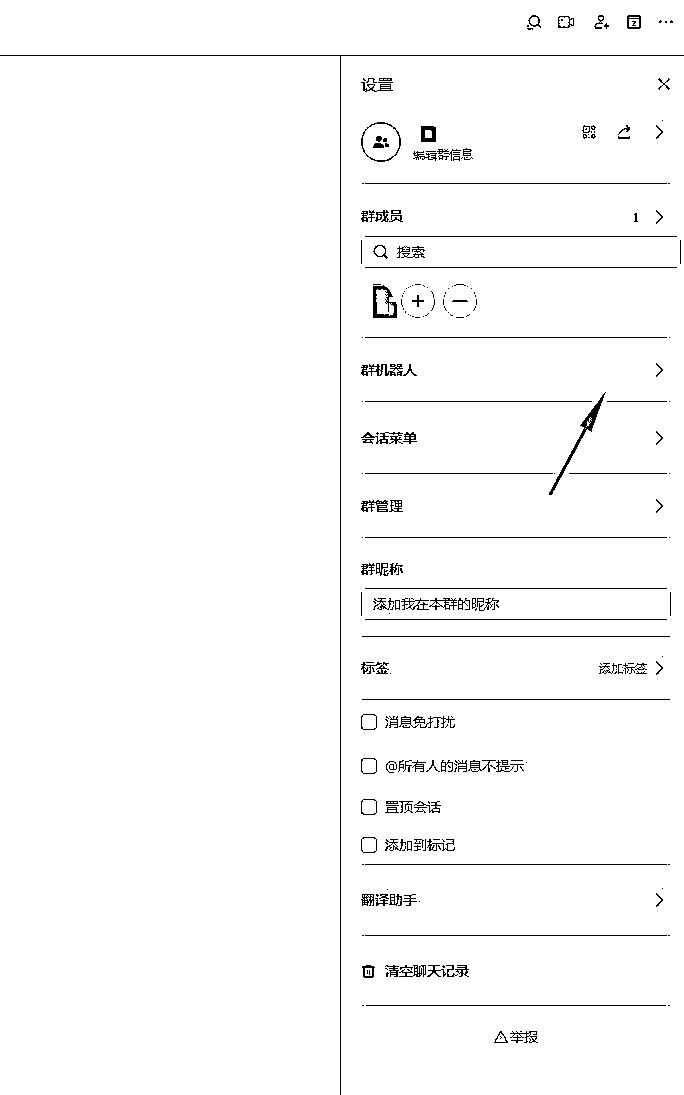 设置
编辑群信息
群成员 1
搜索
群机器人
会话菜单
群管理
群昵称
添加我在本群的昵称
标签 添加标签
消息免打扰
@所有人的消息不提示
置顶会话
添加到标记
翻译助手
清空聊天记录
举报